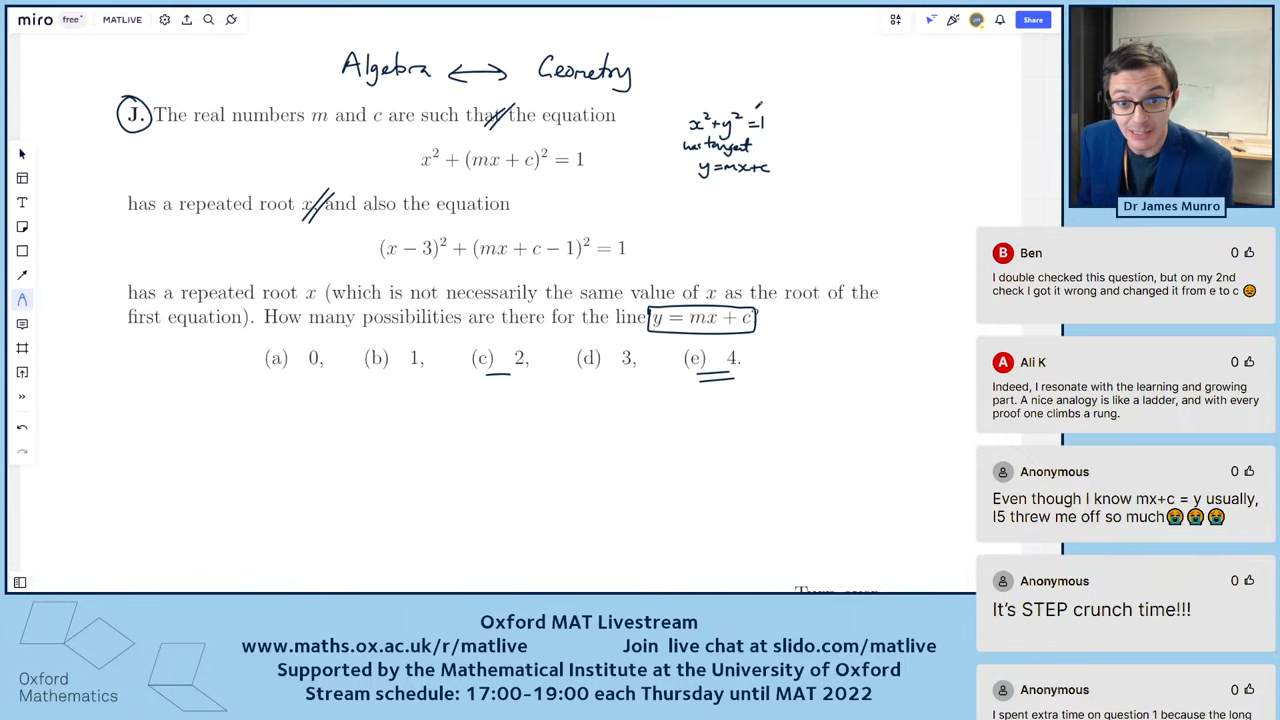 miro free MATLIVE Share
Algebra ⟷ Geometry
J. The real numbers m and c are such that the equation
x² + (mx + c)² = 1
has a repeated root x, and also the equation
(x − 3)² + (mx + c − 1)² = 1
has a repeated root x (which is not necessarily the same value of x as the root of the
first equation). How many possibilities are there for the line y = mx + c?
(a) 0, (b) 1, (c) 2, (d) 3, (e) 4.
x²+y²=1
has tangent
y=mx+c
Turn over
Dr James Munro
B Ben 0
I double checked this question, but on my 2nd
check I got it wrong and changed it from e to c 😖
A Ali K 0
Indeed, I resonate with the learning and growing
part. A nice analogy is like a ladder, and with every
proof one climbs a rung.
Anonymous 0
Even though I know mx+c = y usually,
I5 threw me off so much😭😭😭
Anonymous 0
It's STEP crunch time!!!
Anonymous 0
I spent extra time on question 1 because the long
Oxford
Mathematics
Oxford MAT Livestream
www.maths.ox.ac.uk/r/matlive Join live chat at slido.com/matlive
Supported by the Mathematical Institute at the University of Oxford
Stream schedule: 17:00-19:00 each Thursday until MAT 2022